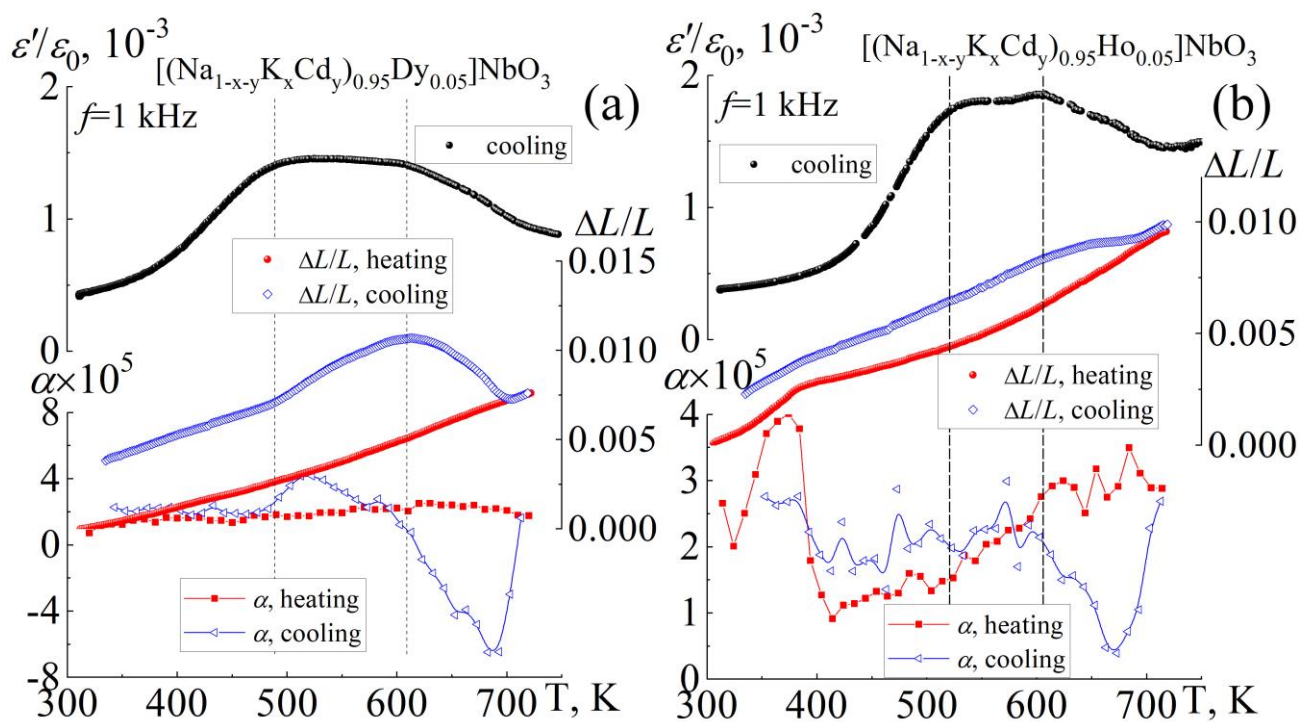 ε'/ε₀, 10⁻³
[(Na₁₋ₓ₋ᵧKₓCdᵧ)₀.₉₅Dy₀.₀₅]NbO₃
2
f=1 kHz
(a)
cooling
1
ΔL/L
0.015
ΔL/L, heating
ΔL/L, cooling
0
0.010
α×10⁵
8
0.005
4
0.000
0
α, heating
-4
α, cooling
-8
300 400 500 600 700 T, K
ε'/ε₀, 10⁻³
[(Na₁₋ₓ₋ᵧKₓCdᵧ)₀.₉₅Ho₀.₀₅]NbO₃
2
f=1 kHz
(b)
cooling
ΔL/L
1
0.010
0.005
0
ΔL/L, heating
α×10⁵
ΔL/L, cooling
4
0.000
3
2
1
α, heating
α, cooling
0
300 400 500 600 700 T, K